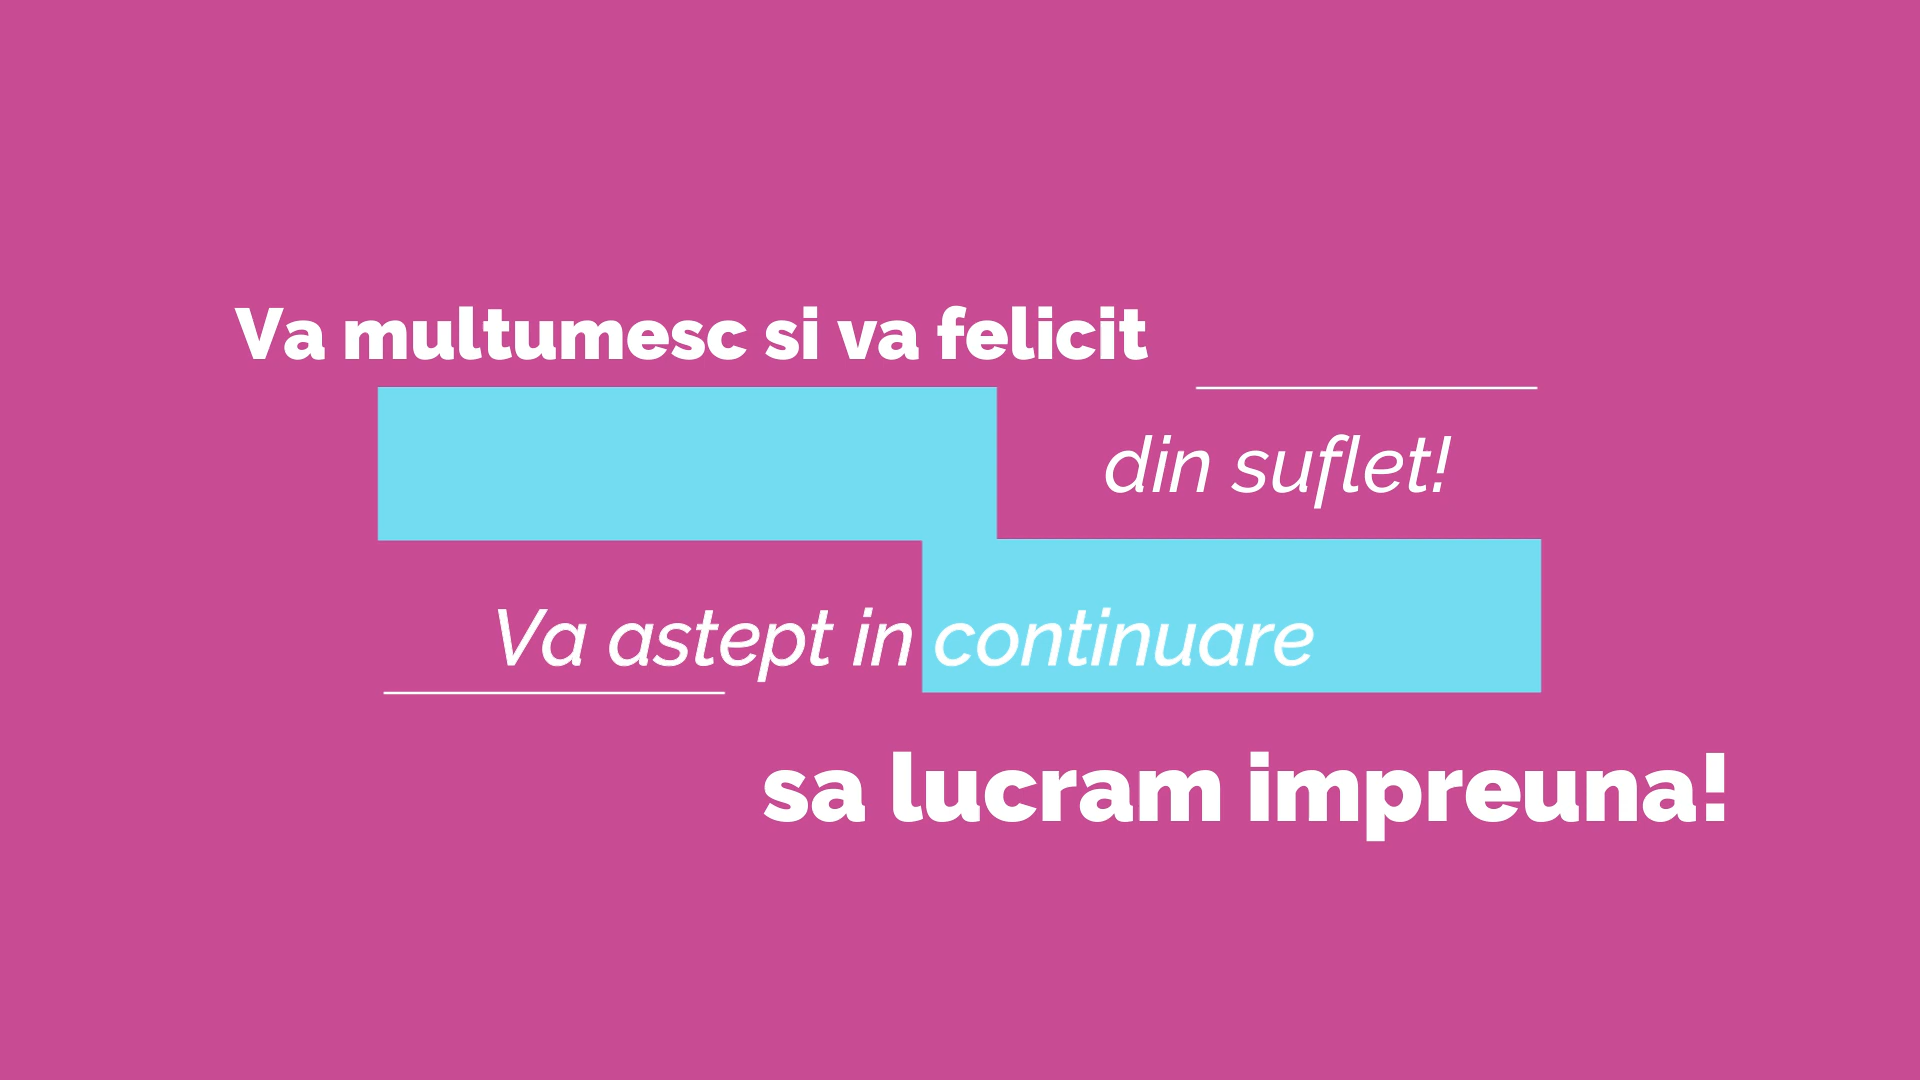 Va multumesc si va felicit
din suflet!
Va astept in continuare
sa lucram impreuna!